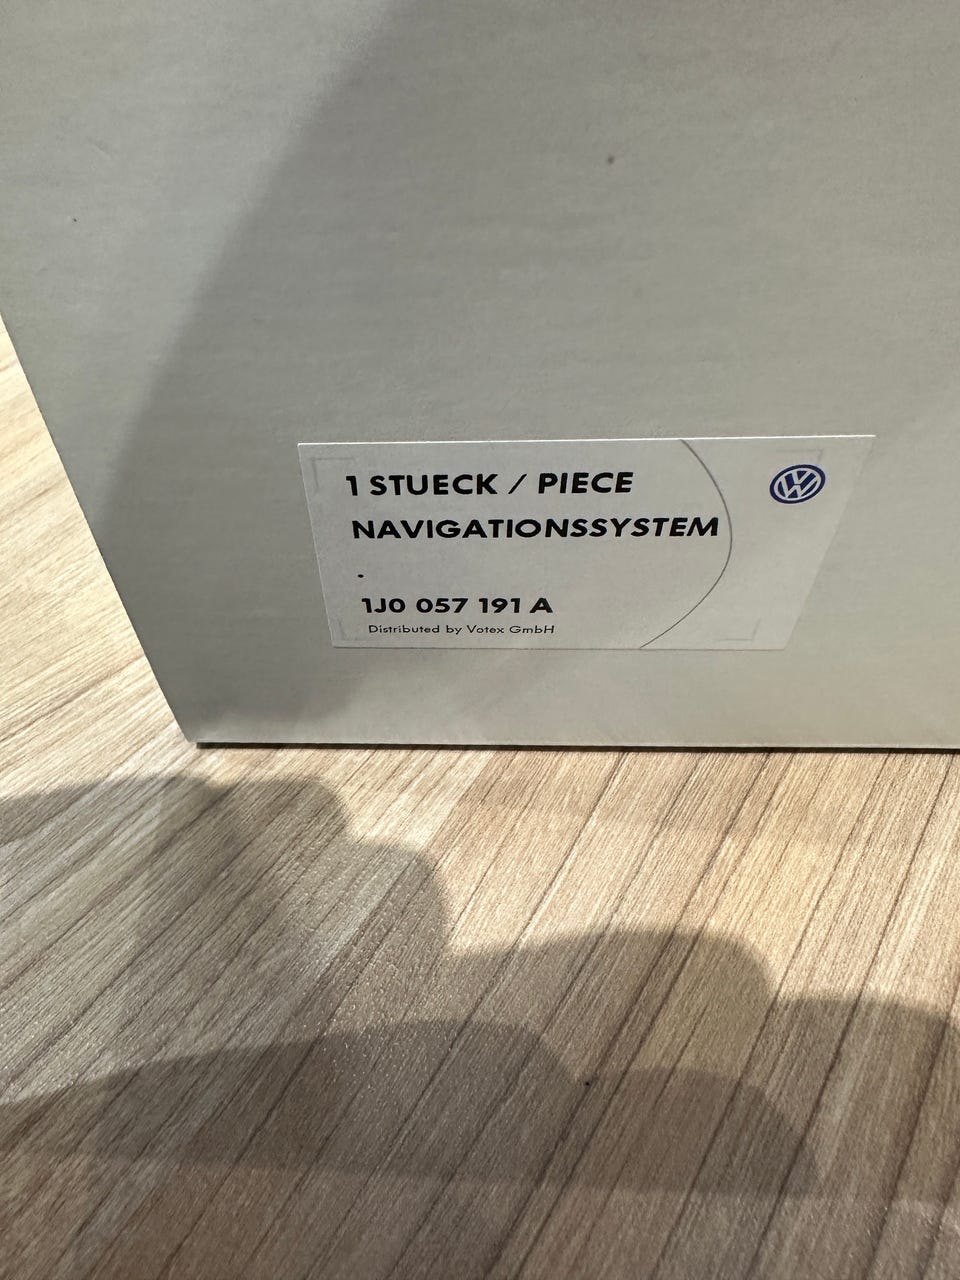 1 STUECK / PIECE
NAVIGATIONSSYSTEM
.
1J0 057 191 A
Distributed by Votex GmbH